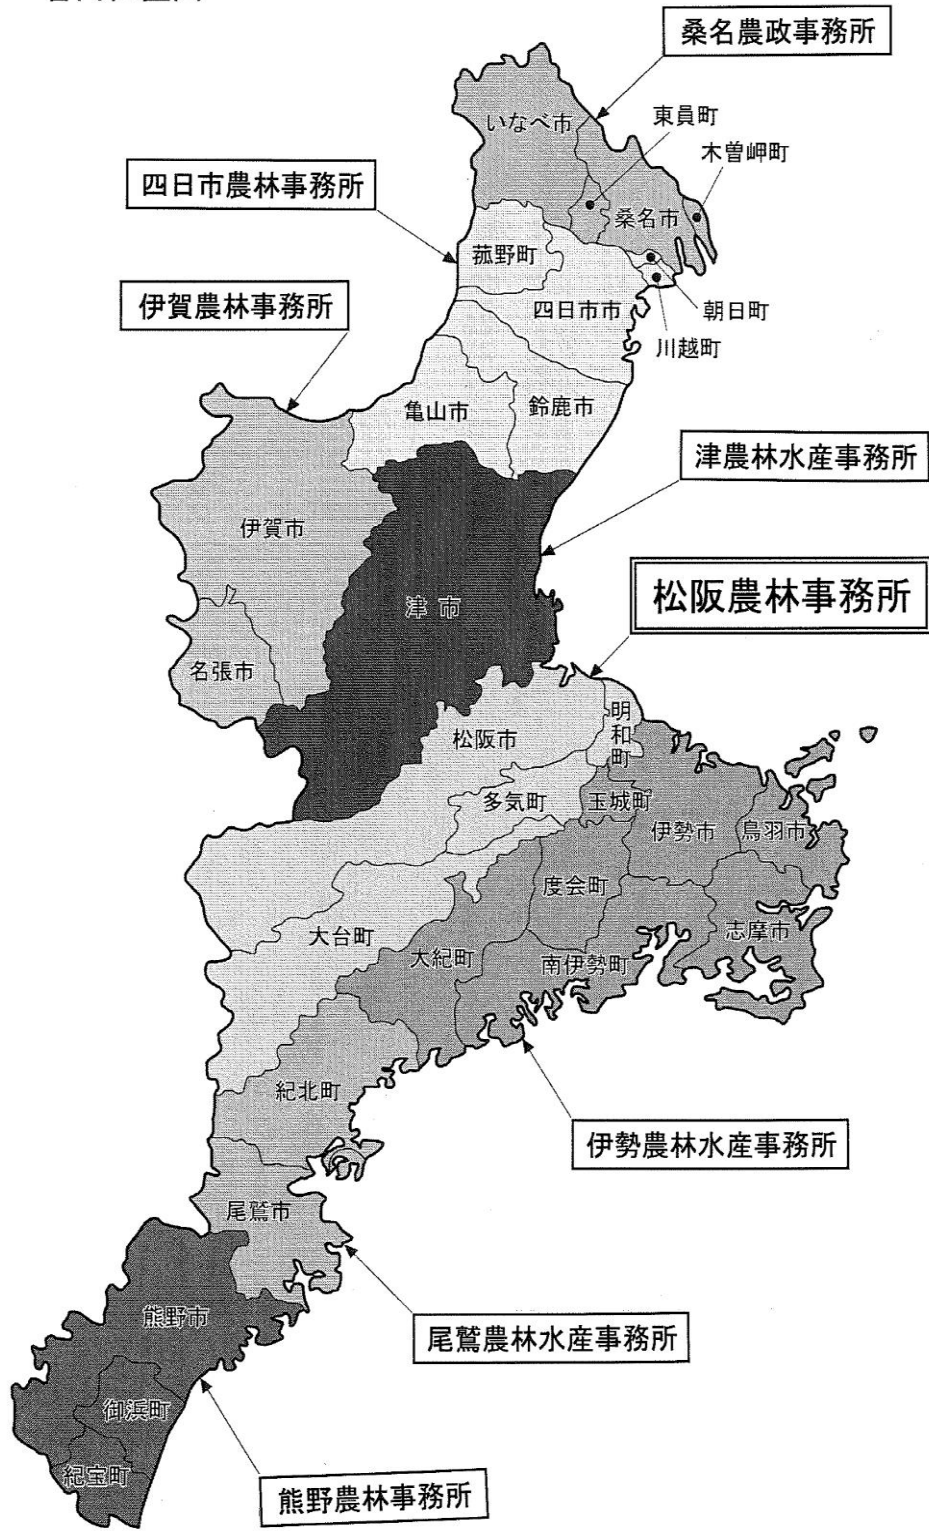 桑名農政事務所
いなべ市
東員町
木曽岬町
四日市農林事務所
桑名市
菰野町
伊賀農林事務所
四日市市
朝日町
川越町
亀山市
鈴鹿市
津農林水産事務所
伊賀市
松阪農林事務所
津市
名張市
明和町
松阪市
多気町
玉城町
伊勢市
鳥羽市
度会町
大台町
志摩市
大紀町
南伊勢町
紀北町
伊勢農林水産事務所
尾鷲市
熊野市
尾鷲農林水産事務所
御浜町
紀宝町
熊野農林事務所